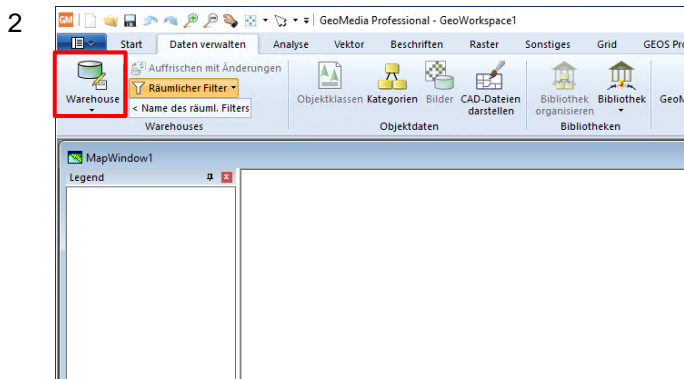 2
GM GeoMedia Professional - GeoWorkspace1
Start Daten verwalten Analyse Vektor Beschriften Raster Sonstiges Grid GEOS Pro
Auffrischen mit Änderungen
Räumlicher Filter
< Name des räuml. Filters
Warehouse
Objektklassen Kategorien Bilder CAD-Dateien darstellen
Bibliothek organisieren Bibliothek
GeoM
Warehouses Objektdaten Bibliotheken
MapWindow1
Legend